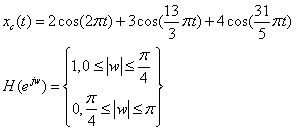 x_c(t) = 2cos(2πt) + 3cos(13/3 πt) + 4cos(31/5 πt)
H(e^{jw}) = { 1, 0 ≤ |w| ≤ π/4
0, π/4 ≤ |w| ≤ π }